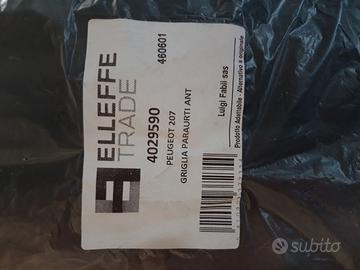 ELLEFFE
TRADE
460601
4029590
PEUGEOT 207
GRIGLIA PARAURTI ANT
Luigi Fabii sas
Prodotto Adattabile - Alternativo a originale
subito